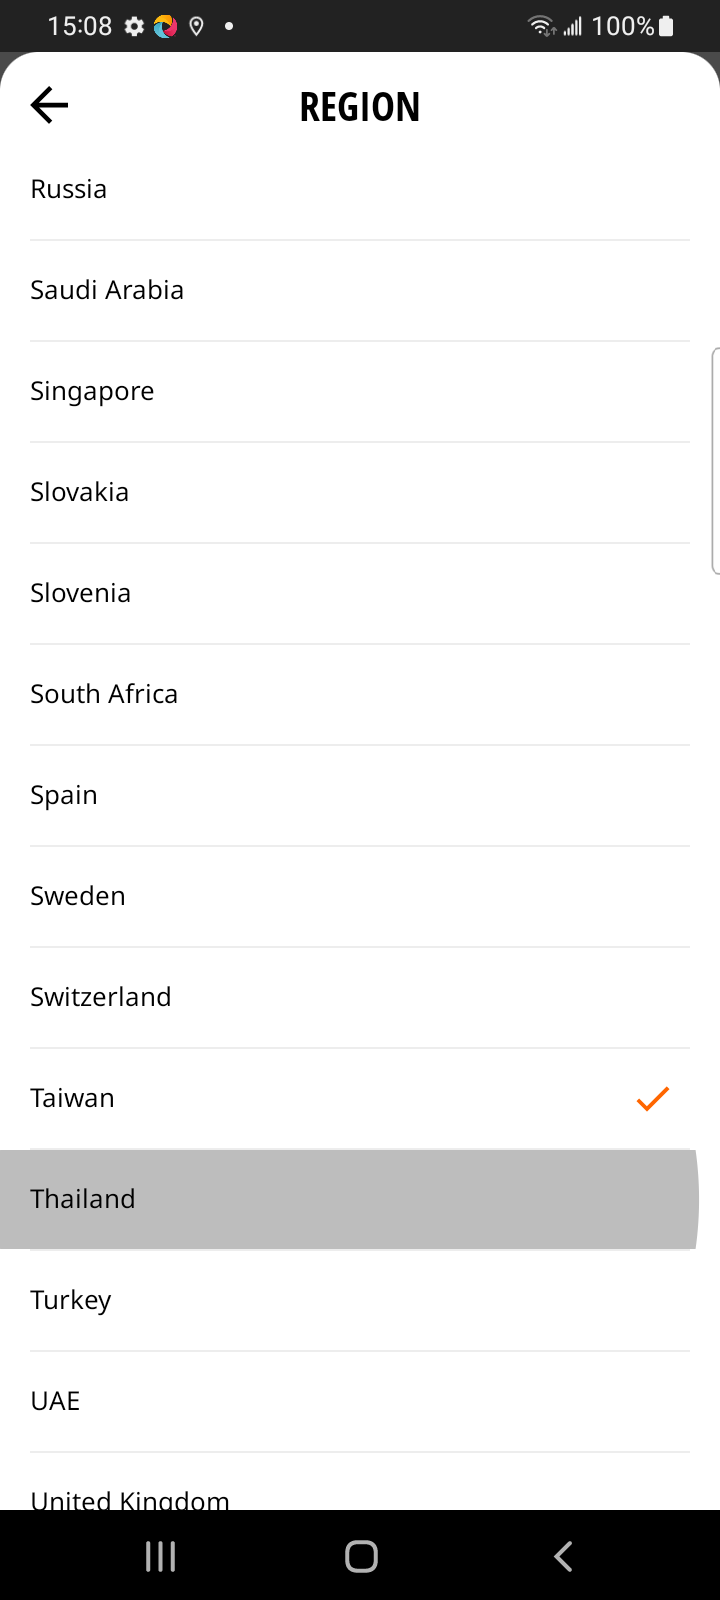 15:08
100%
REGION
Russia
Saudi Arabia
Singapore
Slovakia
Slovenia
South Africa
Spain
Sweden
Switzerland
Taiwan
Thailand
Turkey
UAE
United Kingdom